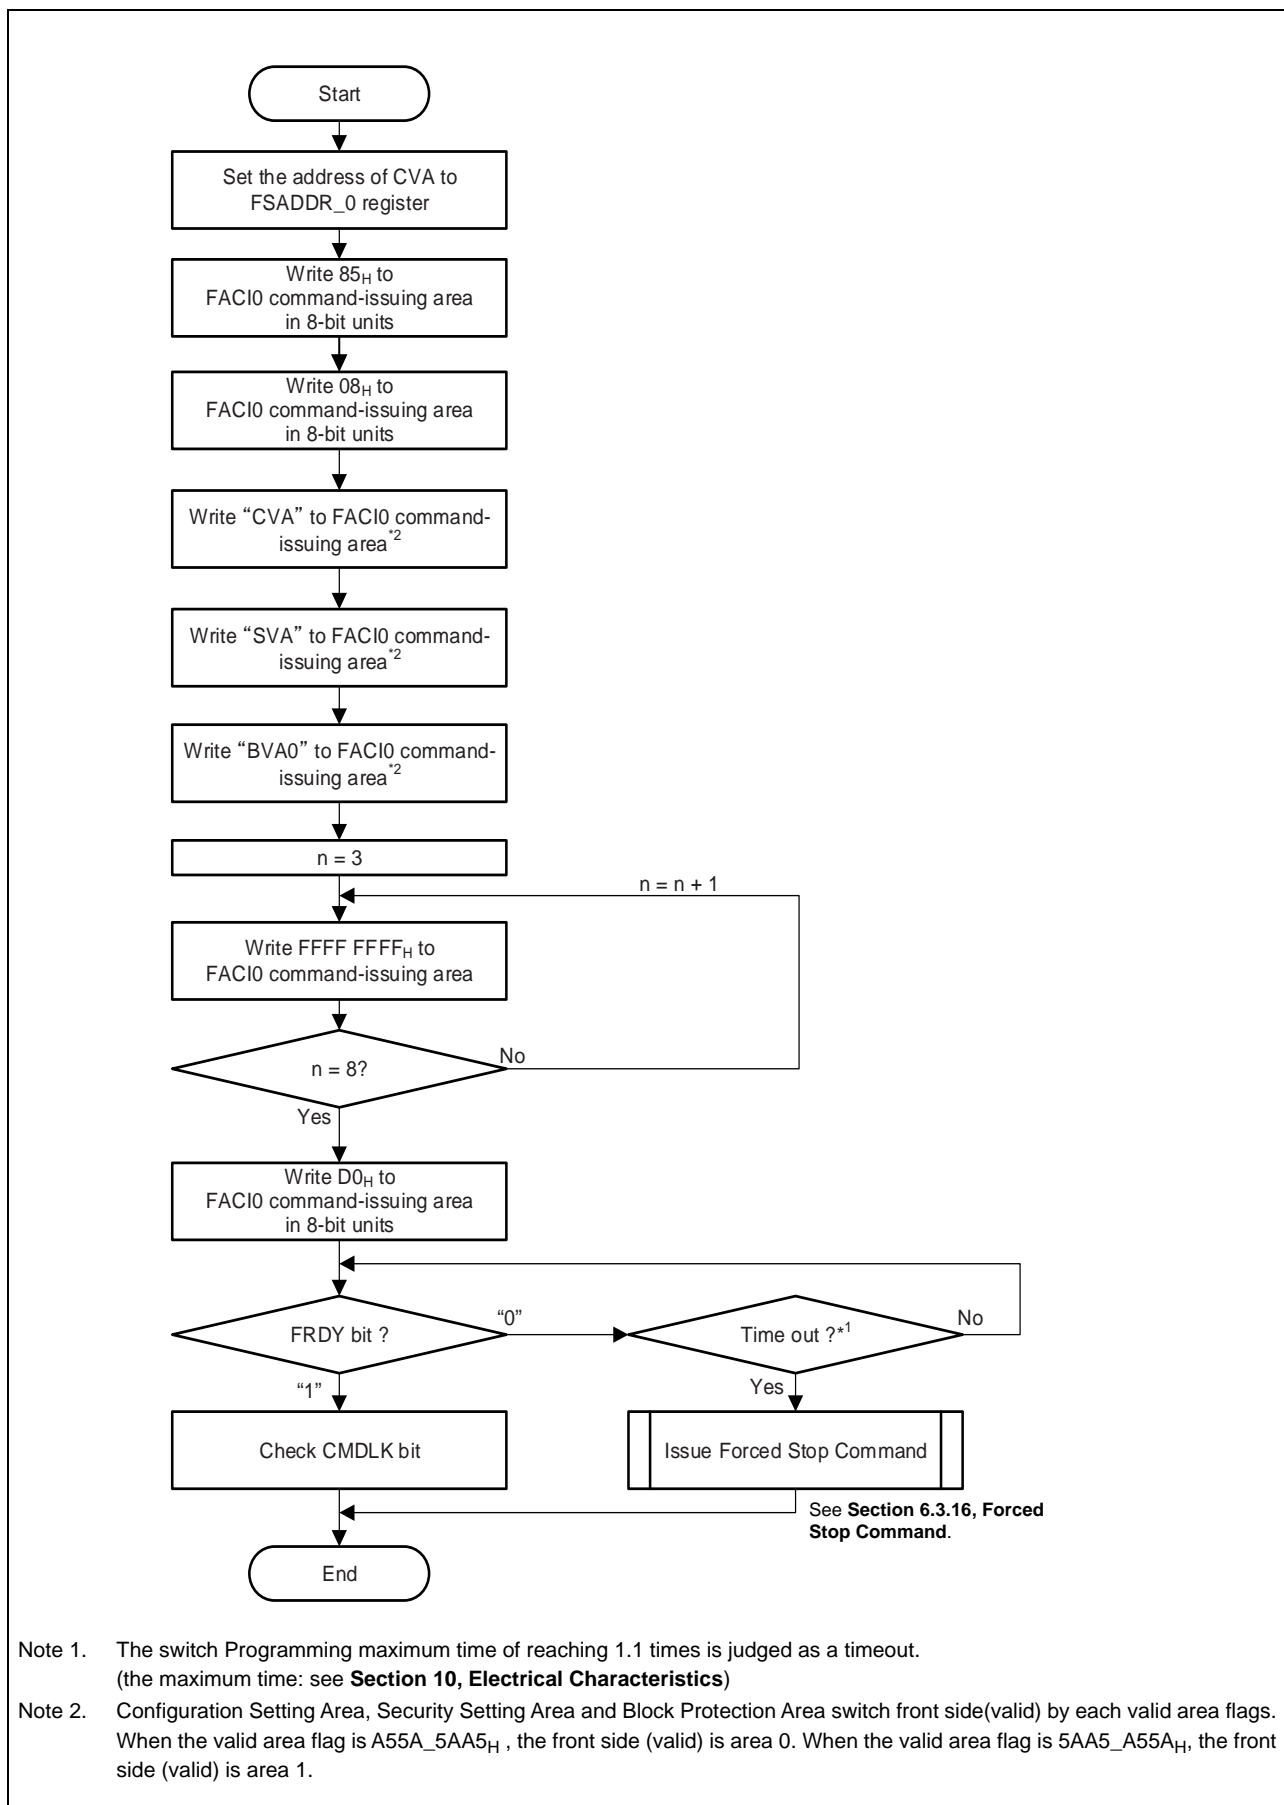 Start
Set the address of CVA to
FSADDR_0 register
Write 85H to
FACI0 command-issuing area
in 8-bit units
Write 08H to
FACI0 command-issuing area
in 8-bit units
Write “CVA” to FACI0 command-
issuing area*2
Write “SVA” to FACI0 command-
issuing area*2
Write “BVA0” to FACI0 command-
issuing area*2
n = 3
n = n + 1
Write FFFF FFFFH to
FACI0 command-issuing area
n = 8?
No
Yes
Write D0H to
FACI0 command-issuing area
in 8-bit units
FRDY bit ?
“0”
Time out ?*1
No
“1”
Yes
Check CMDLK bit
Issue Forced Stop Command
See Section 6.3.16, Forced
Stop Command.
End
Note 1. The switch Programming maximum time of reaching 1.1 times is judged as a timeout.
(the maximum time: see Section 10, Electrical Characteristics)
Note 2. Configuration Setting Area, Security Setting Area and Block Protection Area switch front side(valid) by each valid area flags.
When the valid area flag is A55A_5AA5H , the front side (valid) is area 0. When the valid area flag is 5AA5_A55AH, the front
side (valid) is area 1.